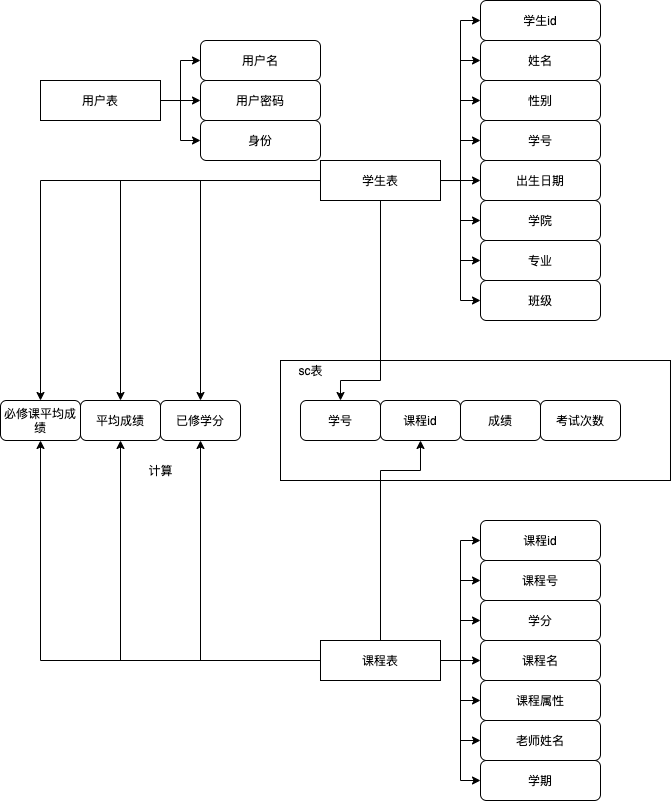 学生id
用户名
姓名
用户表
用户密码
性别
身份
学号
学生表
出生日期
学院
专业
班级
sc表
必修课平均成
绩
平均成绩
已修学分
学号
课程id
成绩
考试次数
计算
课程id
课程号
学分
课程表
课程名
课程属性
老师姓名
学期